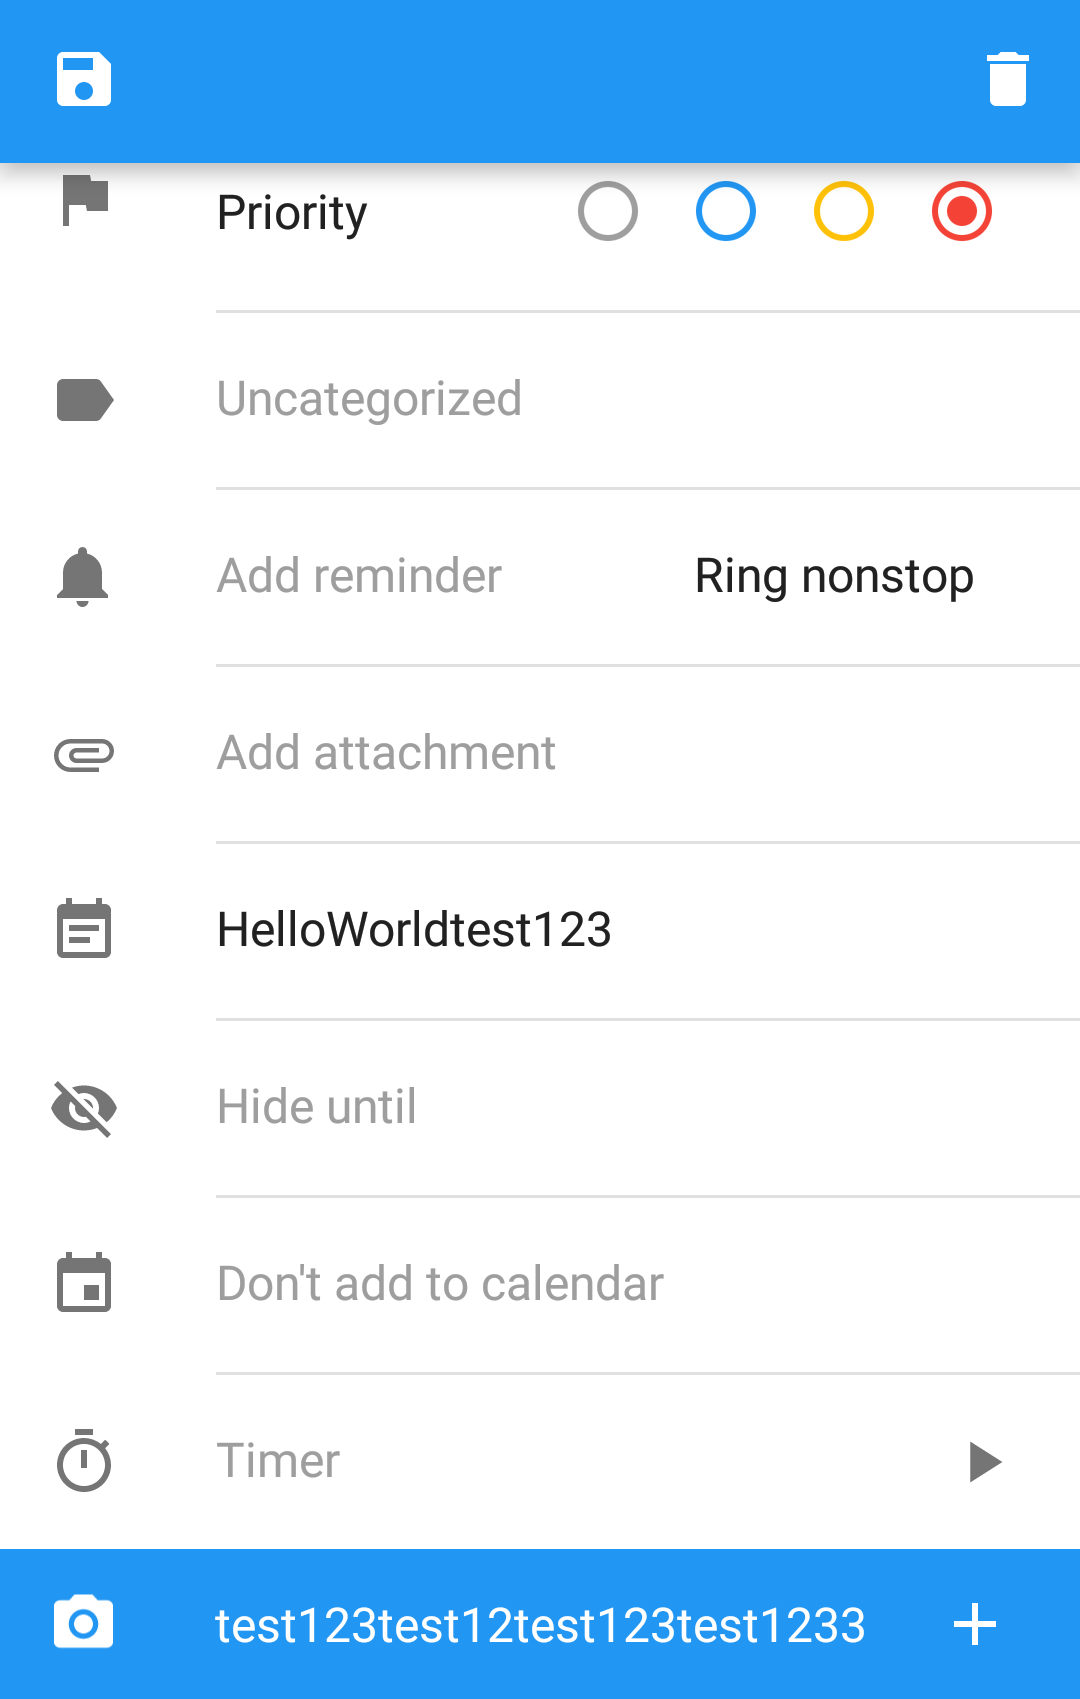 Priority
Uncategorized
Add reminder Ring nonstop
Add attachment
HelloWorldtest123
Hide until
Don't add to calendar
Timer
test123test12test123test1233